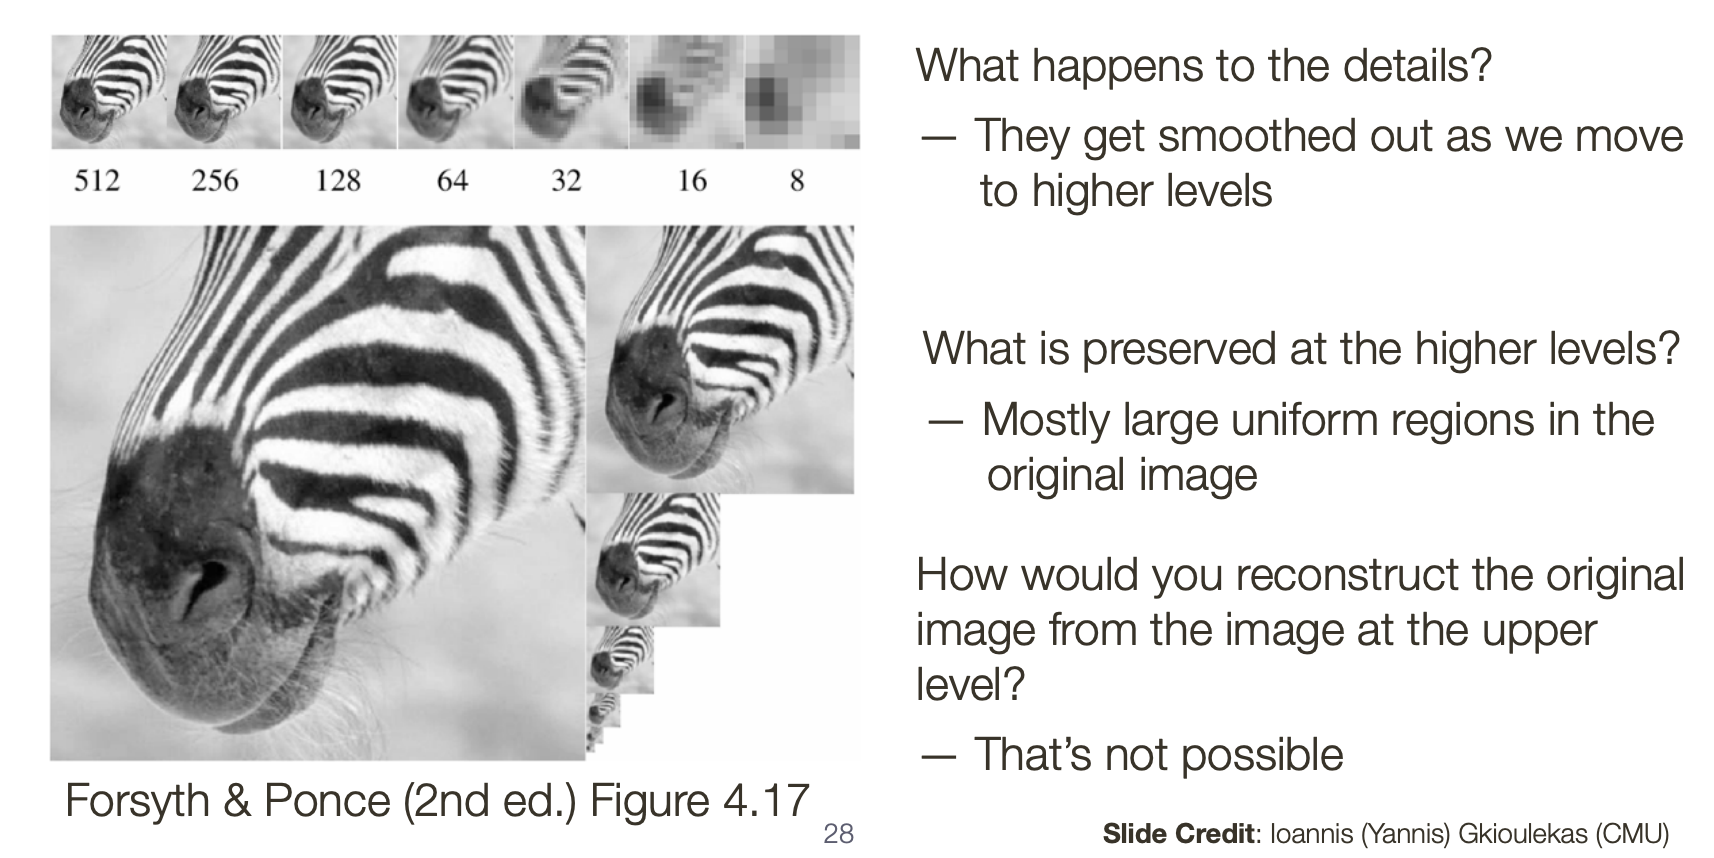 512 256 128 64 32 16 8
Forsyth & Ponce (2nd ed.) Figure 4.17
What happens to the details?
— They get smoothed out as we move
to higher levels
What is preserved at the higher levels?
— Mostly large uniform regions in the
original image
How would you reconstruct the original
image from the image at the upper
level?
— That’s not possible
28
Slide Credit: Ioannis (Yannis) Gkioulekas (CMU)